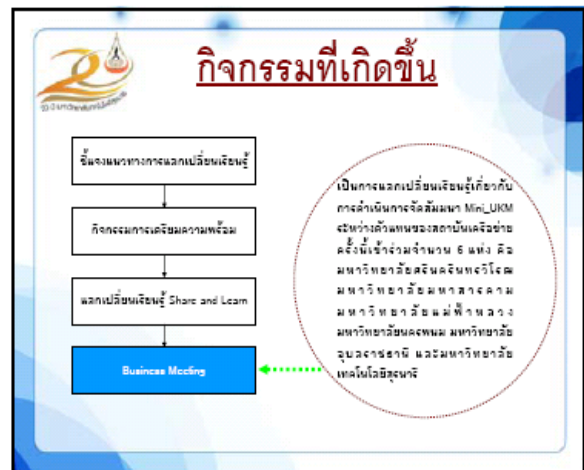 กิจกรรมที่เกิดขึ้น
ชี้แจงแนวทางการแลกเปลี่ยนเรียนรู้
กิจกรรมการเตรียมความพร้อม
แลกเปลี่ยนเรียนรู้ Share and Learn
Business Meeting
เป็นการแลกเปลี่ยนเรียนรู้เกี่ยวกับ
การดำเนินการจัดสัมมนา Mini_UKM
ระหว่างตัวแทนของสถาบันเครือข่าย
ครั้งนี้เข้าร่วมจำนวน 6 แห่ง คือ
มหาวิทยาลัยศรีนครินทรวิโรฒ
มหาวิทยาลัยมหาสารคาม
มหาวิทยาลัยแม่ฟ้าหลวง
มหาวิทยาลัยนครพนม มหาวิทยาลัย
อุบลราชธานี และมหาวิทยาลัย
เทคโนโลยีสุรนารี